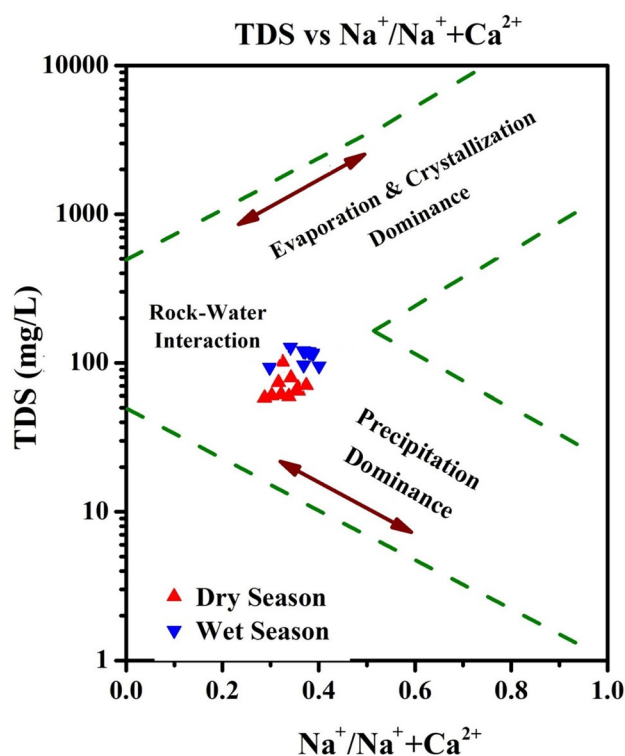 TDS vs Na⁺/Na⁺+Ca²⁺
10000
1000
100
10
1
TDS (mg/L)
Evaporation & Crystallization
Dominance
Rock-Water
Interaction
Precipitation
Dominance
Dry Season
Wet Season
0.0 0.2 0.4 0.6 0.8 1.0
Na⁺/Na⁺+Ca²⁺